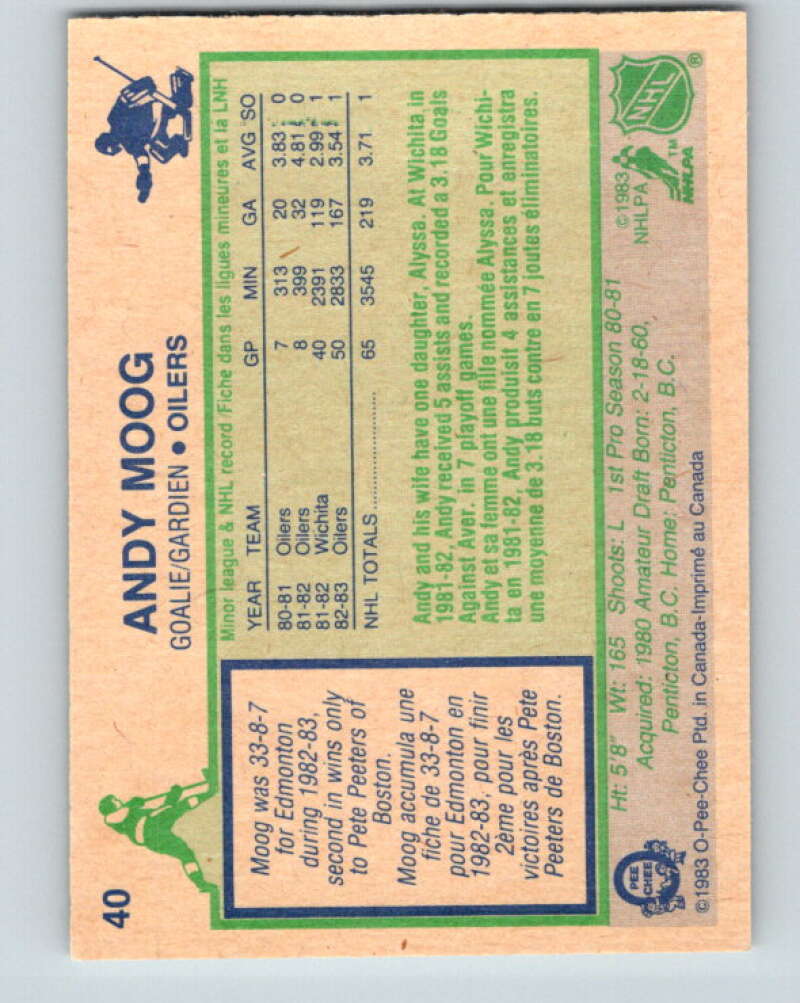 40
ANDY MOOG
GOALIE/GARDIEN • OILERS
Moog was 33-8-7
for Edmonton
during 1982-83,
second in wins only
to Pete Peeters of
Boston.
Moog accumula une
fiche de 33-8-7
pour Edmonton en
1982-83, pour finir
2ème pour les
victoires après Pete
Peeters de Boston.
Minor league & NHL record/Fiche dans les ligues mineures et la LNH
YEAR TEAM GP MIN GA AVG SO
80-81 Oilers 7 313 20 3.83 0
81-82 Oilers 8 399 32 4.81 0
81-82 Wichita 40 2391 119 2.99 1
82-83 Oilers 50 2833 167 3.54 1
NHL TOTALS .................... 65 3545 219 3.71 1
Andy and his wife have one daughter, Alyssa. At Wichita in
1981-82, Andy received 5 assists and recorded a 3.18 Goals
Against Aver. in 7 playoff games.
Andy et sa femme ont une fille nommée Alyssa. Pour Wichi-
ta en 1981-82, Andy produisit 4 assistances et enregistra
une moyenne de 3.18 buts contre en 7 joutes éliminatoires.
Ht: 5'8" Wt: 165 Shoots: L 1st Pro Season 80-81
Acquired: 1980 Amateur Draft Born: 2-18-60,
Penticton, B.C. Home: Penticton, B.C.
O PEE CHEE
©1983 O-Pee-Chee Ptd. in Canada-Imprimé au Canada
©1983
NHLPA
NHLPA™
NHL®